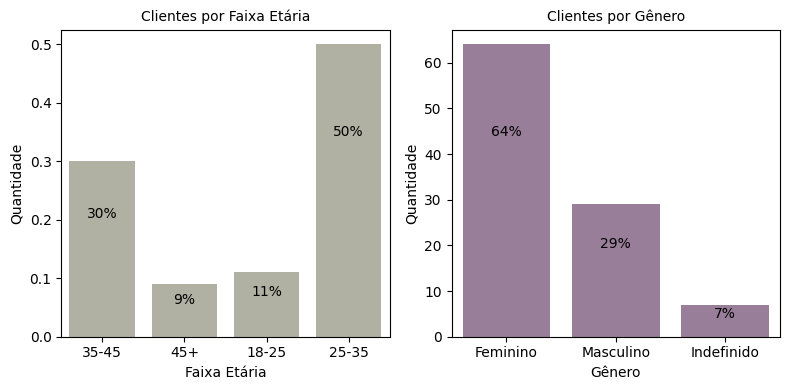 Clientes por Faixa Etária
Quantidade
0.5
0.4
0.3
0.2
0.1
0.0
30%
9%
11%
50%
35-45
45+
18-25
25-35
Faixa Etária
Clientes por Gênero
Quantidade
60
50
40
30
20
10
0
64%
29%
7%
Feminino
Masculino
Indefinido
Gênero